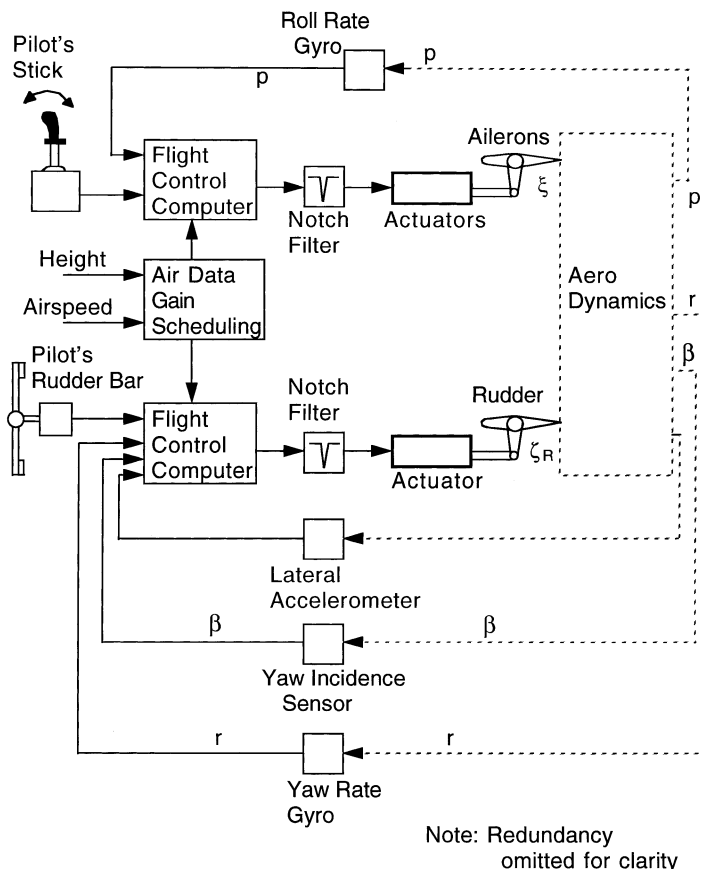 Roll Rate
Gyro
p
p
Pilot's
Stick
Flight
Control
Computer
Notch
Filter
Actuators
Ailerons
ξ
p
Height
Airspeed
Air Data
Gain
Scheduling
Aero
Dynamics
r
β
Pilot's
Rudder Bar
Flight
Control
Computer
Notch
Filter
Actuator
Rudder
ζR
Lateral
Accelerometer
β
β
Yaw Incidence
Sensor
r
r
Yaw Rate
Gyro
Note: Redundancy
omitted for clarity